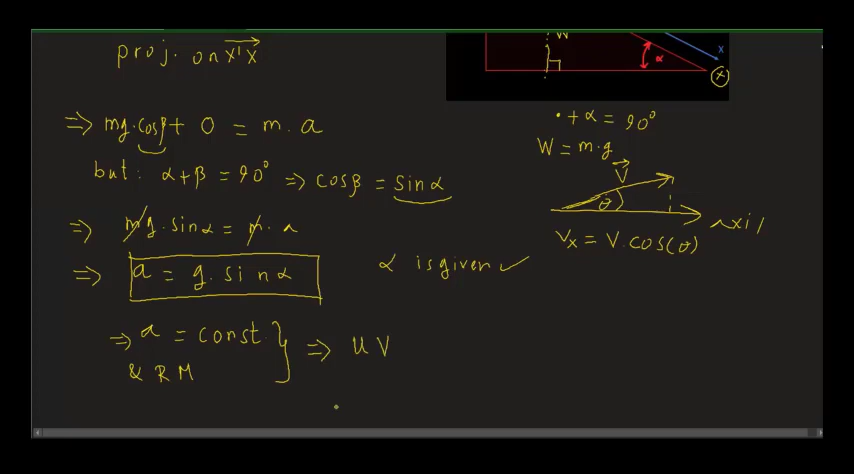 proj. on x'x
⇒ mg.cosβ + 0 = m.a
but: α+β = 90° ⇒ cosβ = sinα
⇒ mg.sinα = m.a
⇒ a = g.sinα
α is given ✓
⇒ a = const.
& RM
⇒ UV
W
α
x
+
• + α = 90°
W = m.g
V
θ
axi
Vx = V.cos(θ)